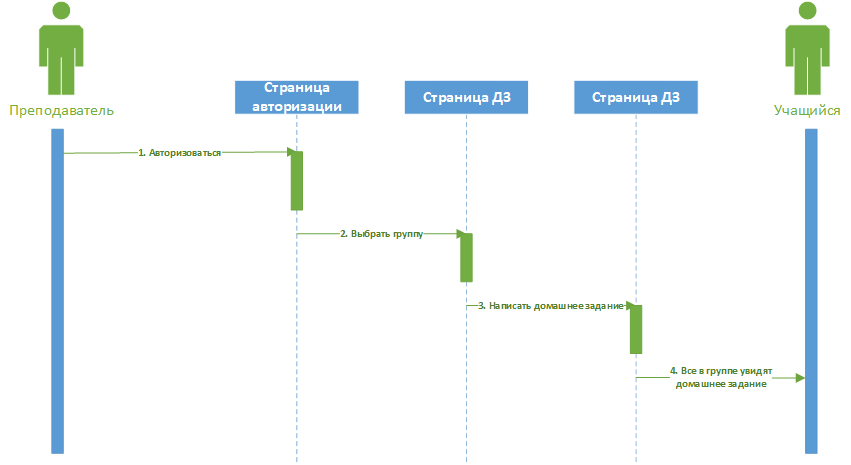 Страница
авторизации
Страница ДЗ
Страница ДЗ
Преподаватель
Учащийся
1. Авторизоваться
2. Выбрать группу
3. Написать домашнее задание
4. Все в группе увидят
домашнее задание